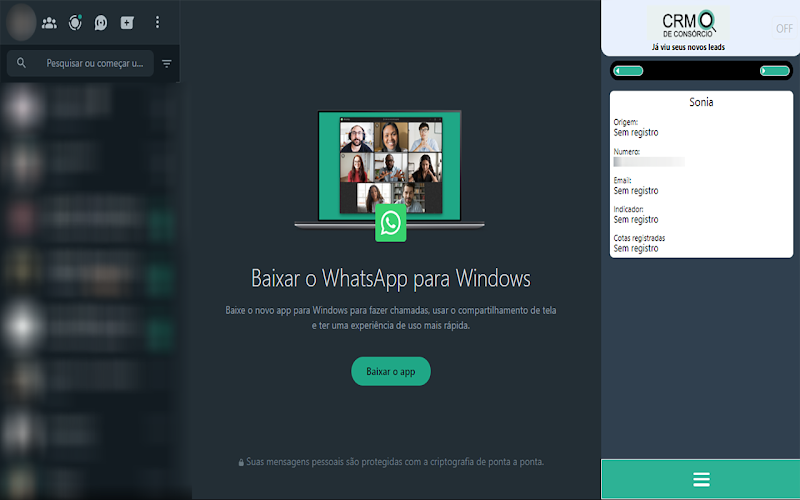 Pesquisar ou começar u...
Baixar o WhatsApp para Windows
Baixe o novo app para Windows para fazer chamadas, usar o compartilhamento de tela
e ter uma experiência de uso mais rápida.
Baixar o app
Suas mensagens pessoais são protegidas com a criptografia de ponta a ponta.
CRM
DE CONSÓRCIO
Já viu seus novos leads
OFF
Sonia
Origem:
Sem registro
Numero:
Email:
Sem registro
Indicador:
Sem registro
Cotas registradas
Sem registro